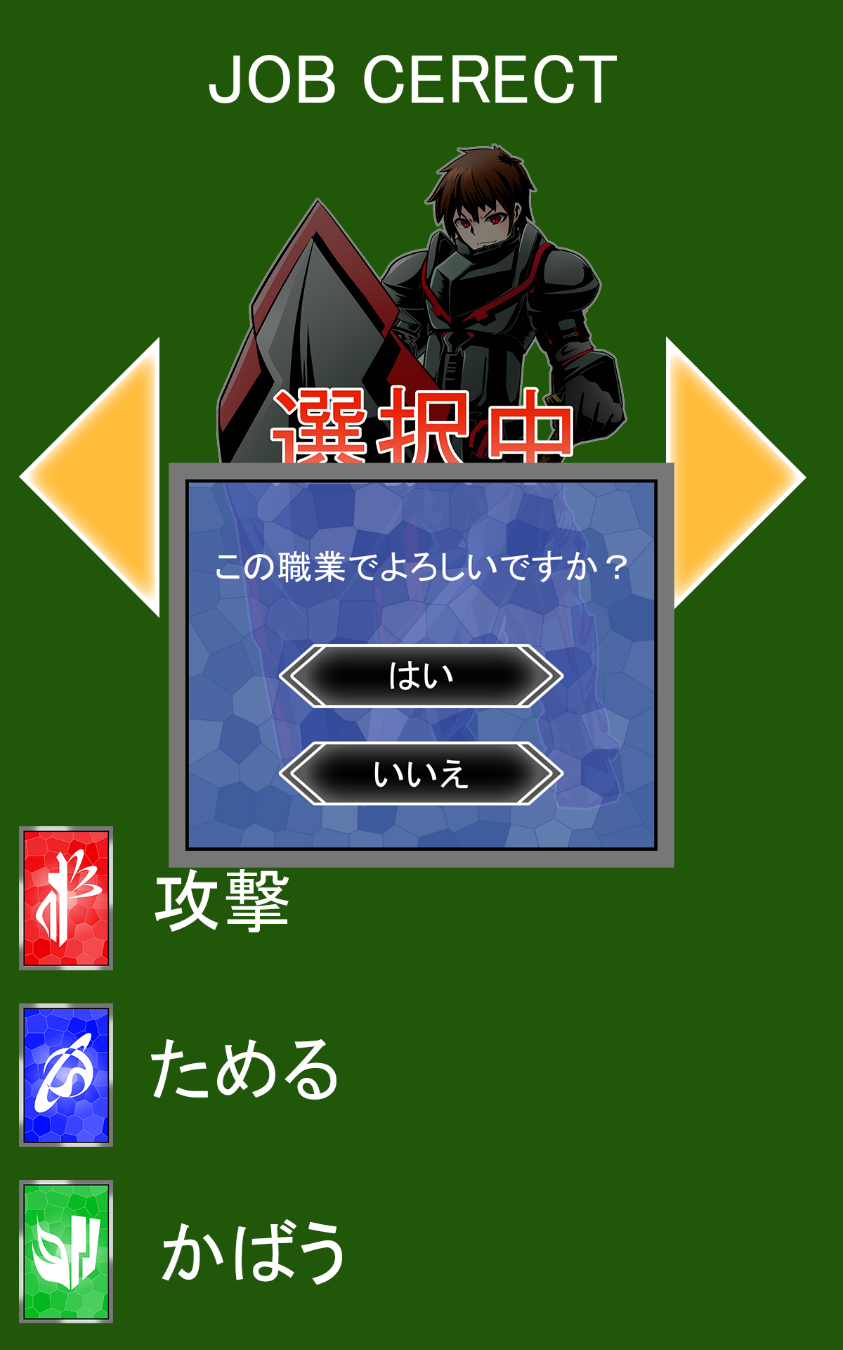 JOB CERECT
選択中
この職業でよろしいですか？
はい
いいえ
攻撃
ためる
かばう